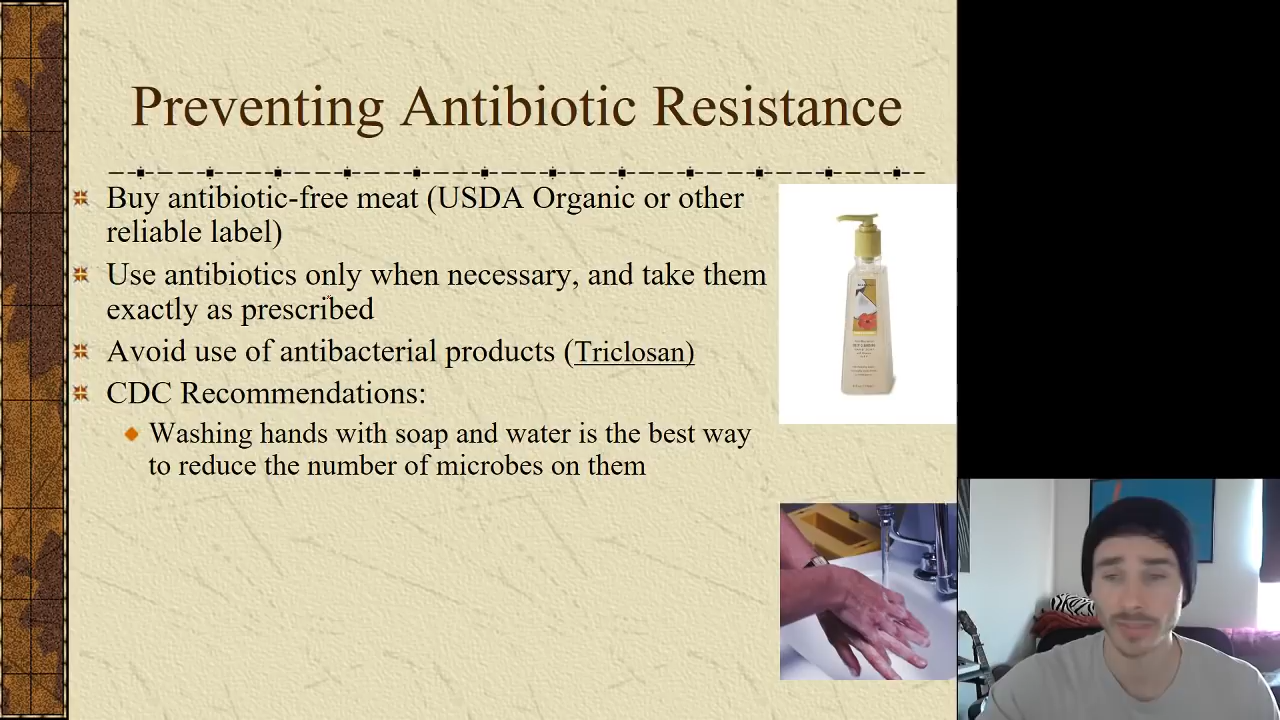 Preventing Antibiotic Resistance
Buy antibiotic-free meat (USDA Organic or other
reliable label)
Use antibiotics only when necessary, and take them
exactly as prescribed
Avoid use of antibacterial products (Triclosan)
CDC Recommendations:
Washing hands with soap and water is the best way
to reduce the number of microbes on them